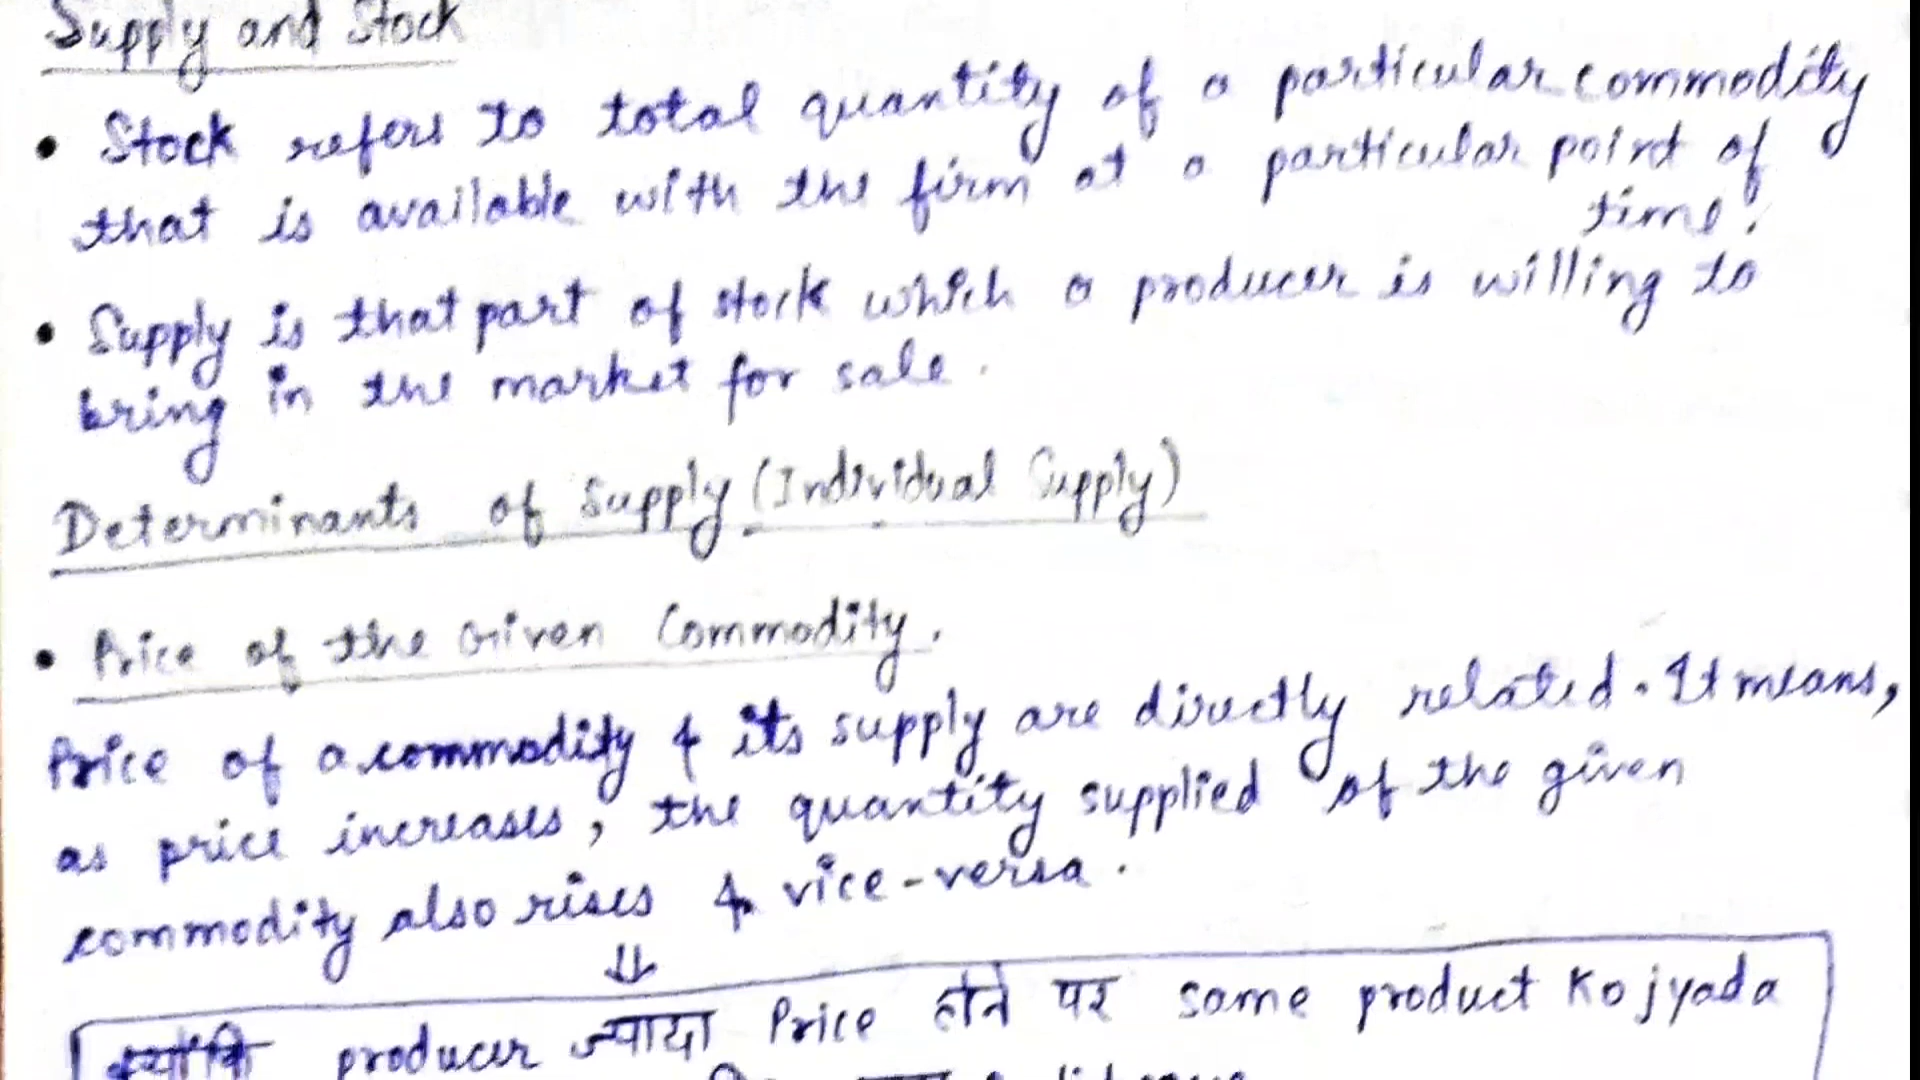 Supply and Stock
• Stock refers to total quantity of a particular commodity
that is available with the firm at a particular point of
time.
• Supply is that part of stock which a producer is willing to
bring in the market for sale.
Determinants of Supply (Individual Supply)
• Price of the Given Commodity.
Price of a commodity & its supply are directly related. It means,
as price increases, the quantity supplied of the given
commodity also rises & vice-versa.
⇓
क्योंकि producer ज्यादा Price होने पर same product Ko jyada